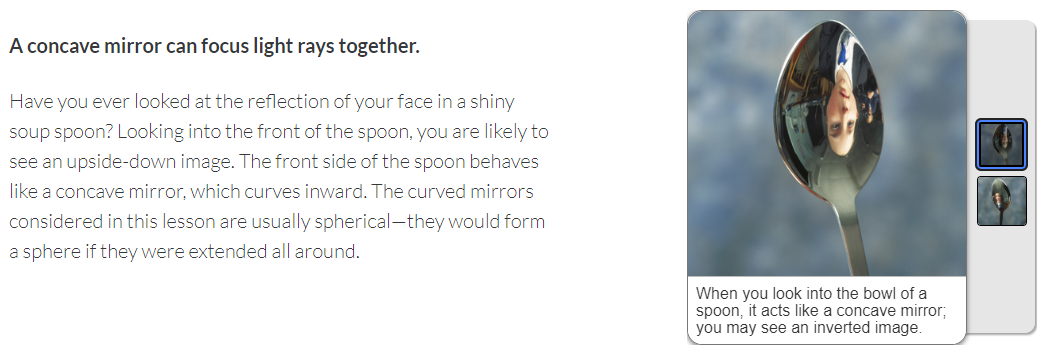 A concave mirror can focus light rays together.
Have you ever looked at the reflection of your face in a shiny
soup spoon? Looking into the front of the spoon, you are likely to
see an upside-down image. The front side of the spoon behaves
like a concave mirror, which curves inward. The curved mirrors
considered in this lesson are usually spherical—they would form
a sphere if they were extended all around.
When you look into the bowl of a
spoon, it acts like a concave mirror;
you may see an inverted image.